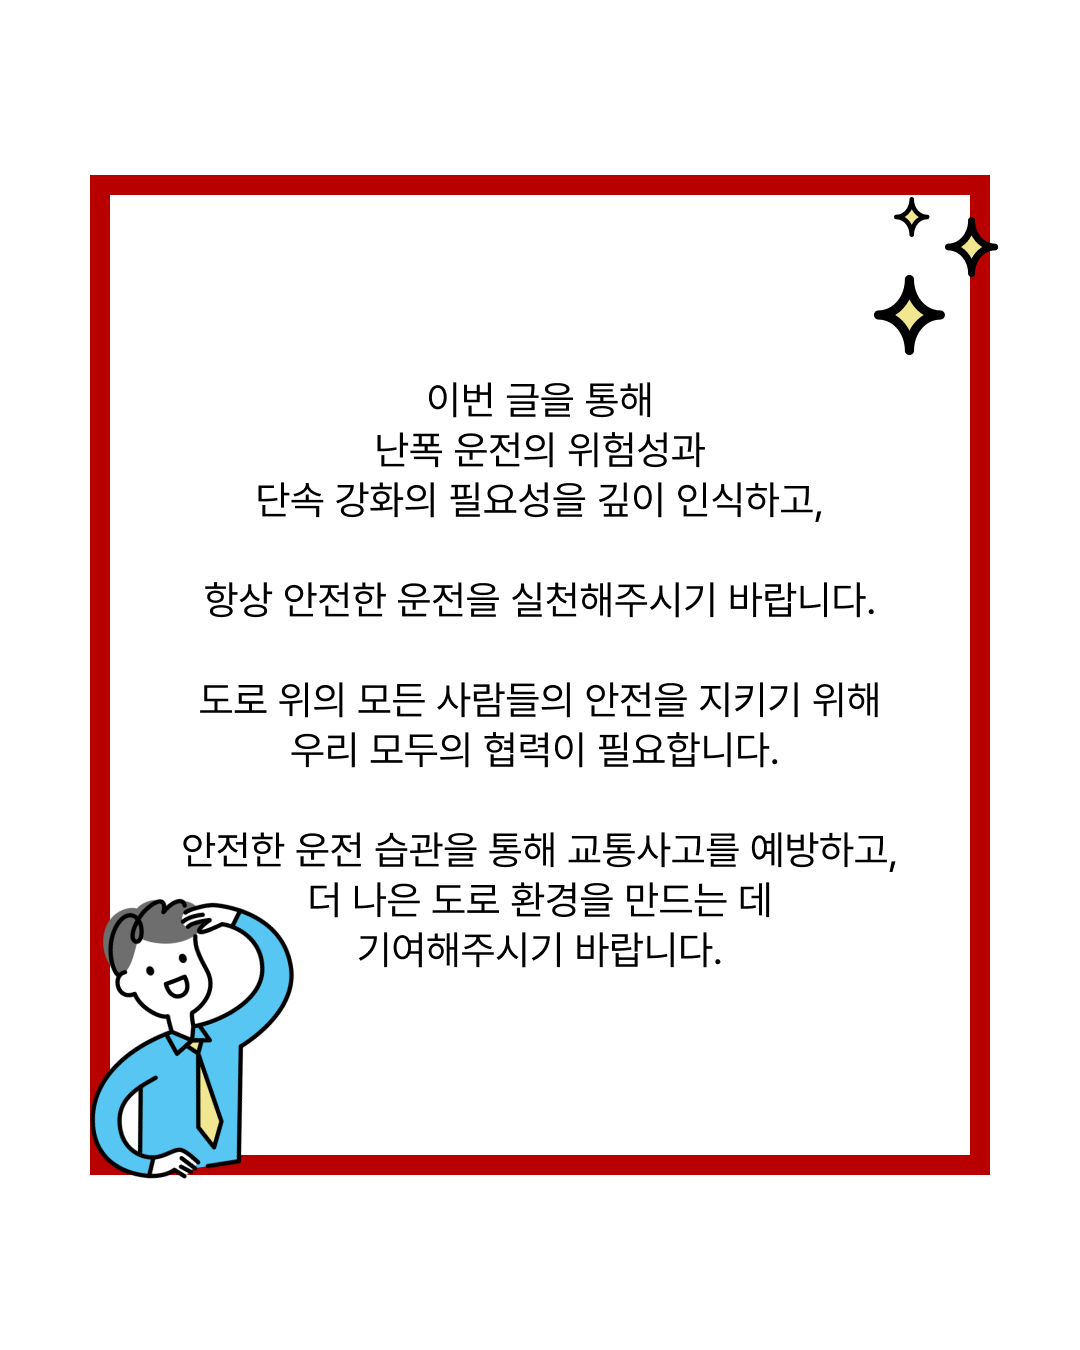 이번 글을 통해
난폭 운전의 위험성과
단속 강화의 필요성을 깊이 인식하고,
항상 안전한 운전을 실천해주시기 바랍니다.
도로 위의 모든 사람들의 안전을 지키기 위해
우리 모두의 협력이 필요합니다.
안전한 운전 습관을 통해 교통사고를 예방하고,
더 나은 도로 환경을 만드는 데
기여해주시기 바랍니다.